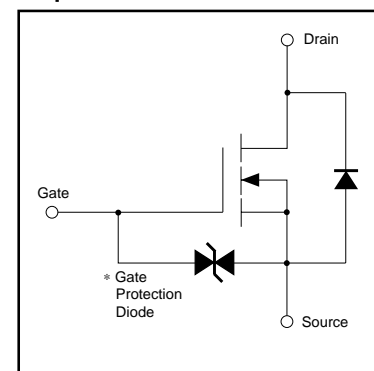 Drain
Gate
* Gate
Protection
Diode
Source